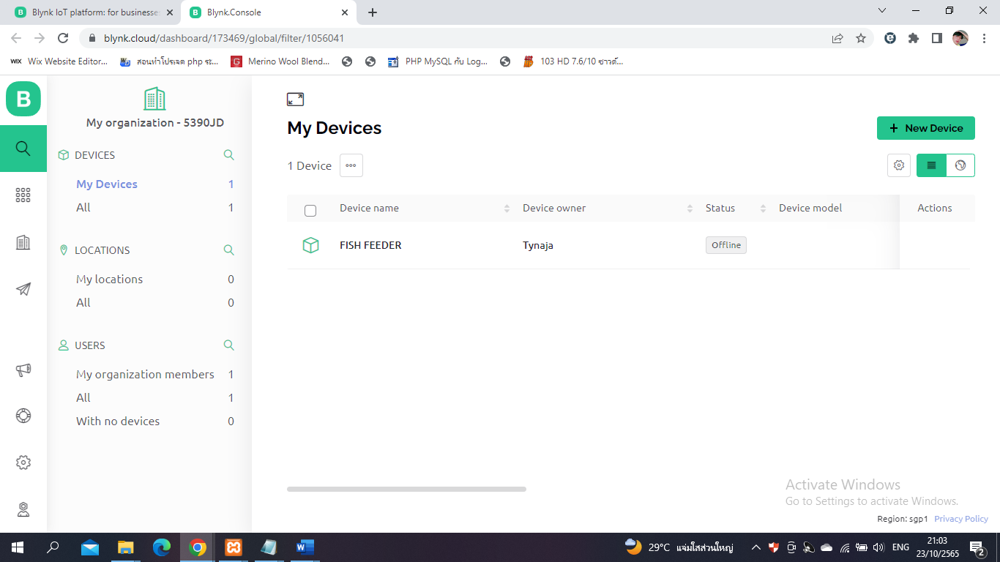 Blynk IoT platform: for businesse
Blynk.Console
blynk.cloud/dashboard/173469/global/filter/1056041
WIX Wix Website Editor...
สอนทำโปรเจค php ระ...
G Merino Wool Blend...
PHP MySQL กับ Log...
103 HD 7.6/10 ซาวด์...
B
My organization - 5390JD
DEVICES
My Devices 1
All 1
LOCATIONS
My locations 0
All 0
USERS
My organization members 1
All 1
With no devices 0
My Devices
+ New Device
1 Device
Device name Device owner Status Device model Actions
FISH FEEDER Tynaja Offline
Activate Windows
Go to Settings to activate Windows.
Region: sgp1 Privacy Policy
29°C แจ่มใสส่วนใหญ่
ENG
21:03
23/10/2565
2